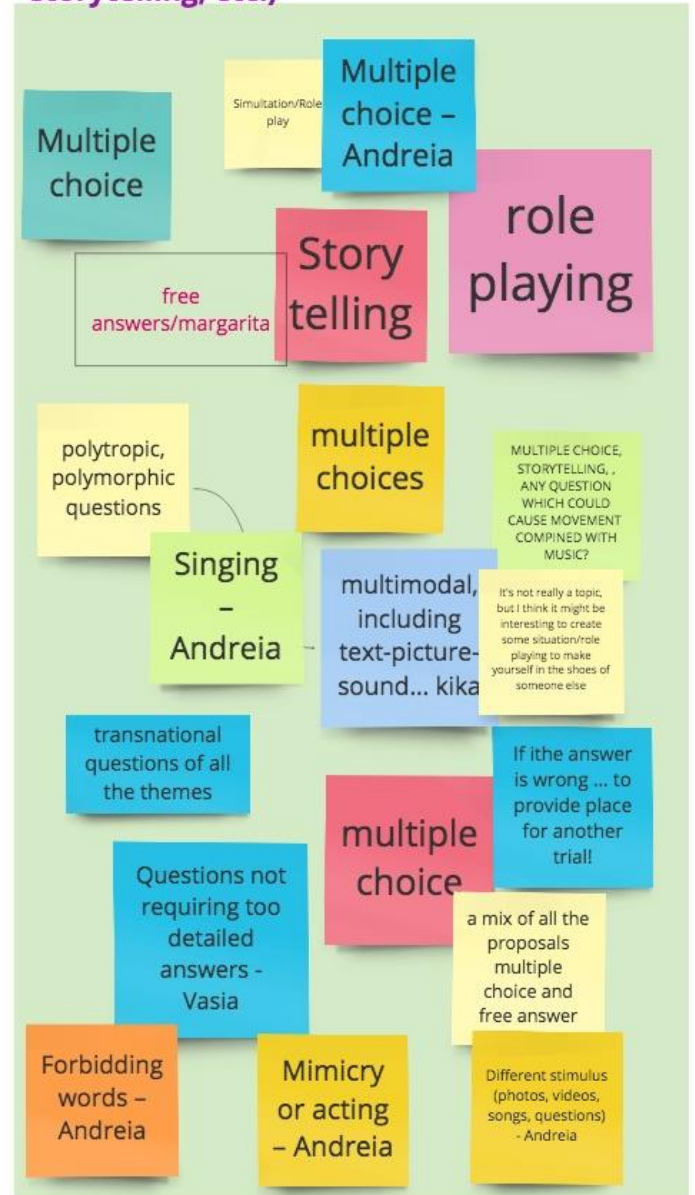 Simultation/Role
play
Multiple
choice –
Andreia
Multiple
choice
role
playing
Story
telling
free
answers/margarita
multiple
choices
polytropic,
polymorphic
questions
MULTIPLE CHOICE,
STORYTELLING, ,
ANY QUESTION
WHICH COULD
CAUSE MOVEMENT
COMPINED WITH
MUSIC?
Singing
–
Andreia
multimodal,
including
text-picture-
sound... kika
It's not really a topic,
but I think it might be
interesting to create
some situation/role
playing to make
yourself in the shoes of
someone else
transnational
questions of all
the themes
If ithe answer
is wrong ... to
provide place
for another
trial!
multiple
choice
Questions not
requiring too
detailed
answers -
Vasia
a mix of all the
proposals
multiple
choice and
free answer
Forbidding
words –
Andreia
Mimicry
or acting
– Andreia
Different stimulus
(photos, videos,
songs, questions)
- Andreia